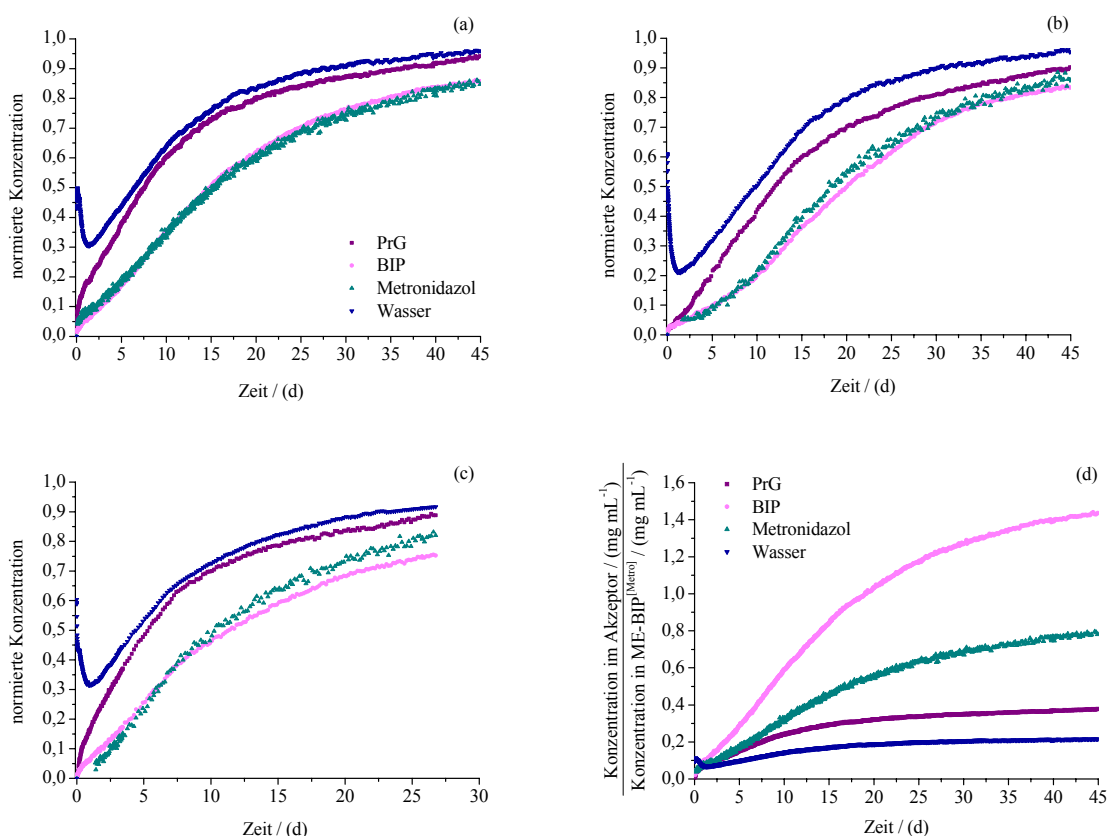 (a)
normierte Konzentration
1,0
0,9
0,8
0,7
0,6
0,5
0,4
0,3
0,2
0,1
0,0
PrG
BIP
Metronidazol
Wasser
0 5 10 15 20 25 30 35 40 45
Zeit / (d)
(b)
normierte Konzentration
1,0
0,9
0,8
0,7
0,6
0,5
0,4
0,3
0,2
0,1
0,0
0 5 10 15 20 25 30 35 40 45
Zeit / (d)
(c)
normierte Konzentration
1,0
0,9
0,8
0,7
0,6
0,5
0,4
0,3
0,2
0,1
0,0
0 5 10 15 20 25 30
Zeit / (d)
(d)
Konzentration im Akzeptor / (mg mL⁻¹)
Konzentration in ME-BIP[Metro] / (mg mL⁻¹)
1,6
1,4
1,2
1,0
0,8
0,6
0,4
0,2
0,0
PrG
BIP
Metronidazol
Wasser
0 5 10 15 20 25 30 35 40 45
Zeit / (d)